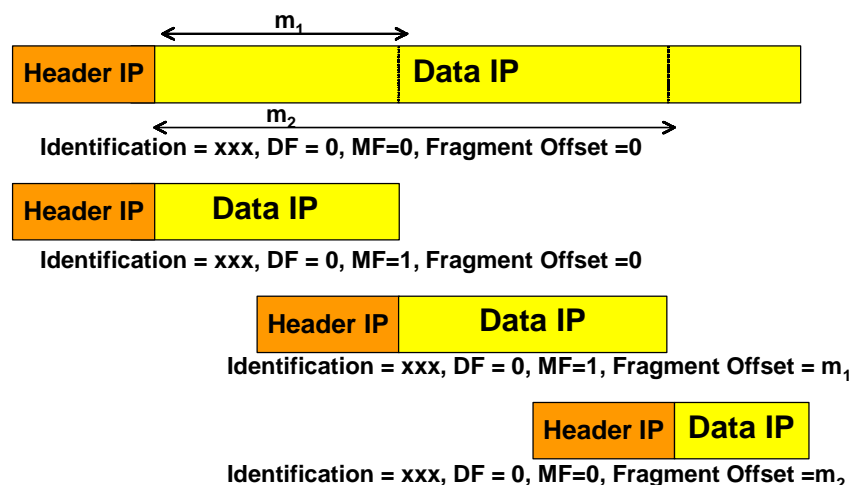 m₁
Header IP Data IP
m₂
Identification = xxx, DF = 0, MF=0, Fragment Offset =0
Header IP Data IP
Identification = xxx, DF = 0, MF=1, Fragment Offset =0
Header IP Data IP
Identification = xxx, DF = 0, MF=1, Fragment Offset = m₁
Header IP Data IP
Identification = xxx, DF = 0, MF=0, Fragment Offset =m₂